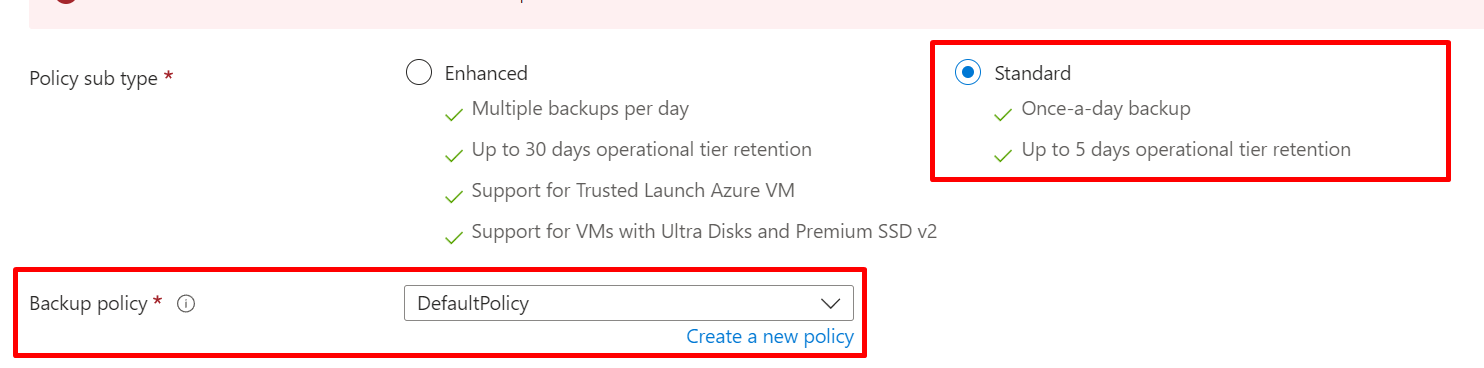 Policy sub type *
Enhanced
Multiple backups per day
Up to 30 days operational tier retention
Support for Trusted Launch Azure VM
Support for VMs with Ultra Disks and Premium SSD v2
Standard
Once-a-day backup
Up to 5 days operational tier retention
Backup policy *
DefaultPolicy
Create a new policy